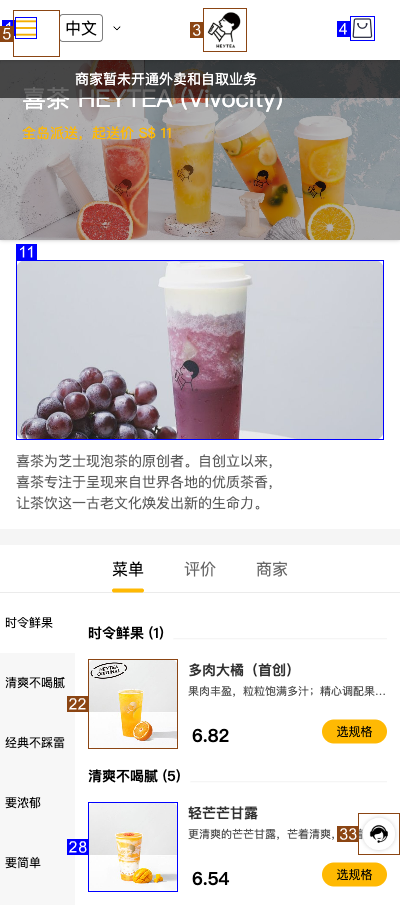 4
5
中文
3
HEYTEA
4
商家暂未开通外卖和自取业务
喜茶 HEYTEA (Vivocity)
全岛派送，起送价 S$ 11
11
喜茶为芝士现泡茶的原创者。自创立以来，
喜茶专注于呈现来自世界各地的优质茶香，
让茶饮这一古老文化焕发出新的生命力。
菜单
评价
商家
时令鲜果
清爽不喝腻
经典不踩雷
要浓郁
要简单
时令鲜果 (1)
22
多肉大橘（首创）
果肉丰盈，粒粒饱满多汁；精心调配果...
6.82
选规格
清爽不喝腻 (5)
28
轻芒芒甘露
更清爽的芒芒甘露，芒着清爽，
33
6.54
选规格